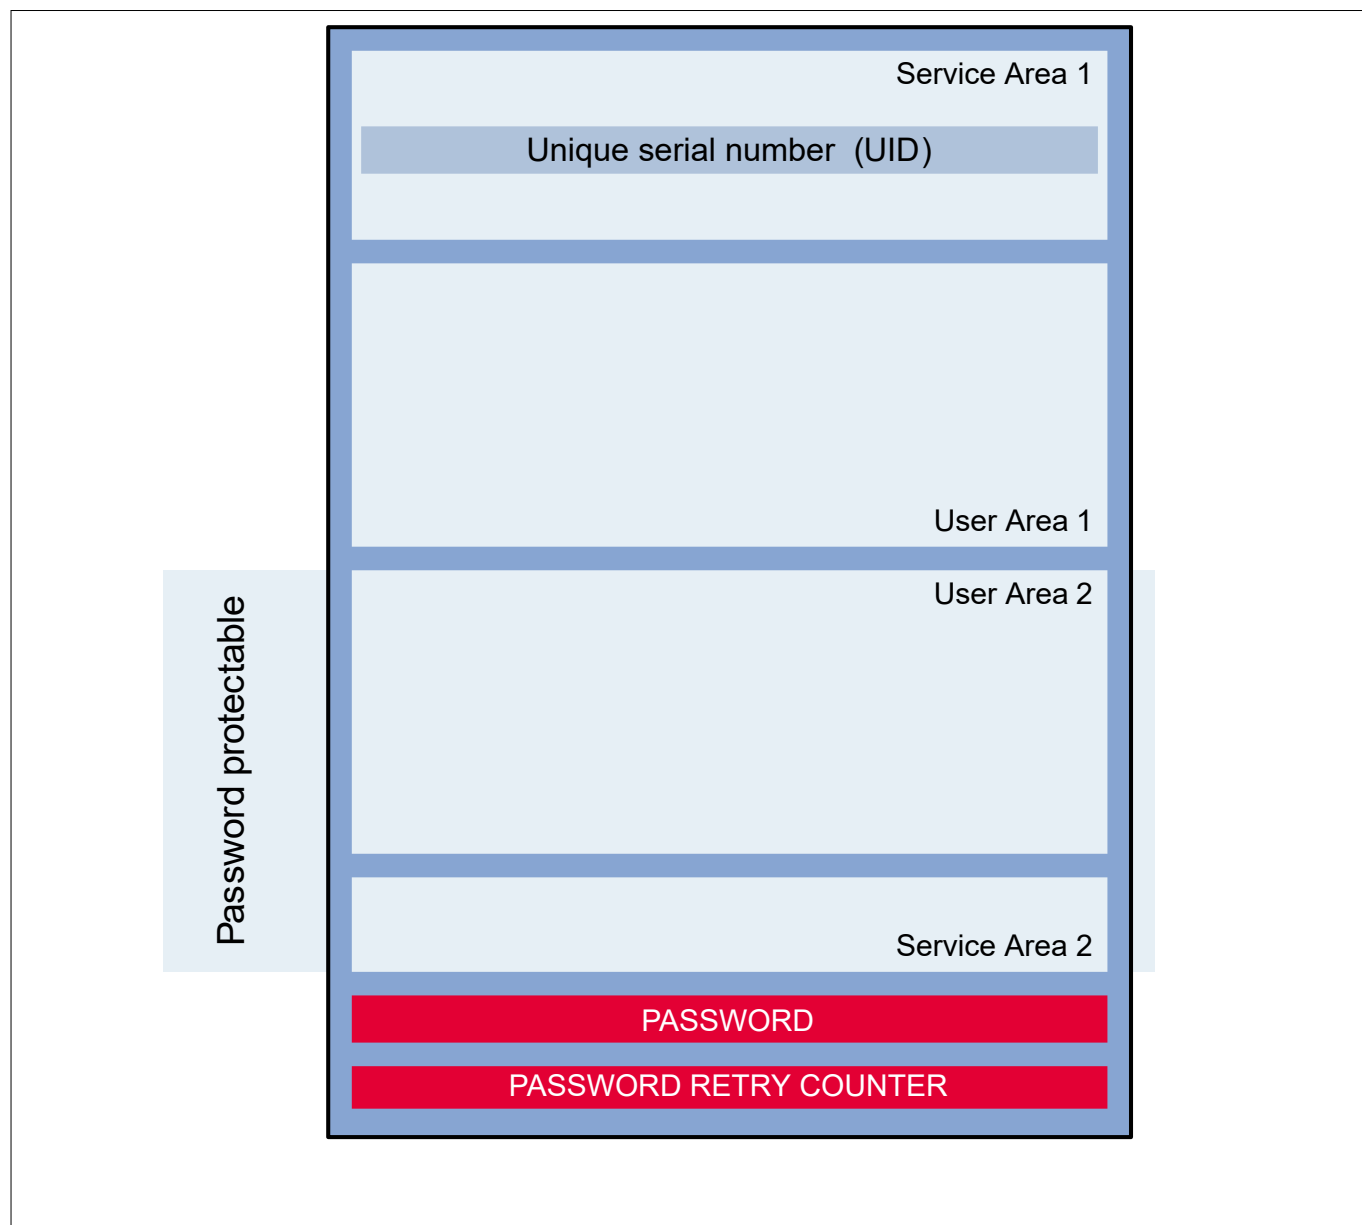 Service Area 1
Unique serial number (UID)
User Area 1
User Area 2
Password protectable
Service Area 2
PASSWORD
PASSWORD RETRY COUNTER